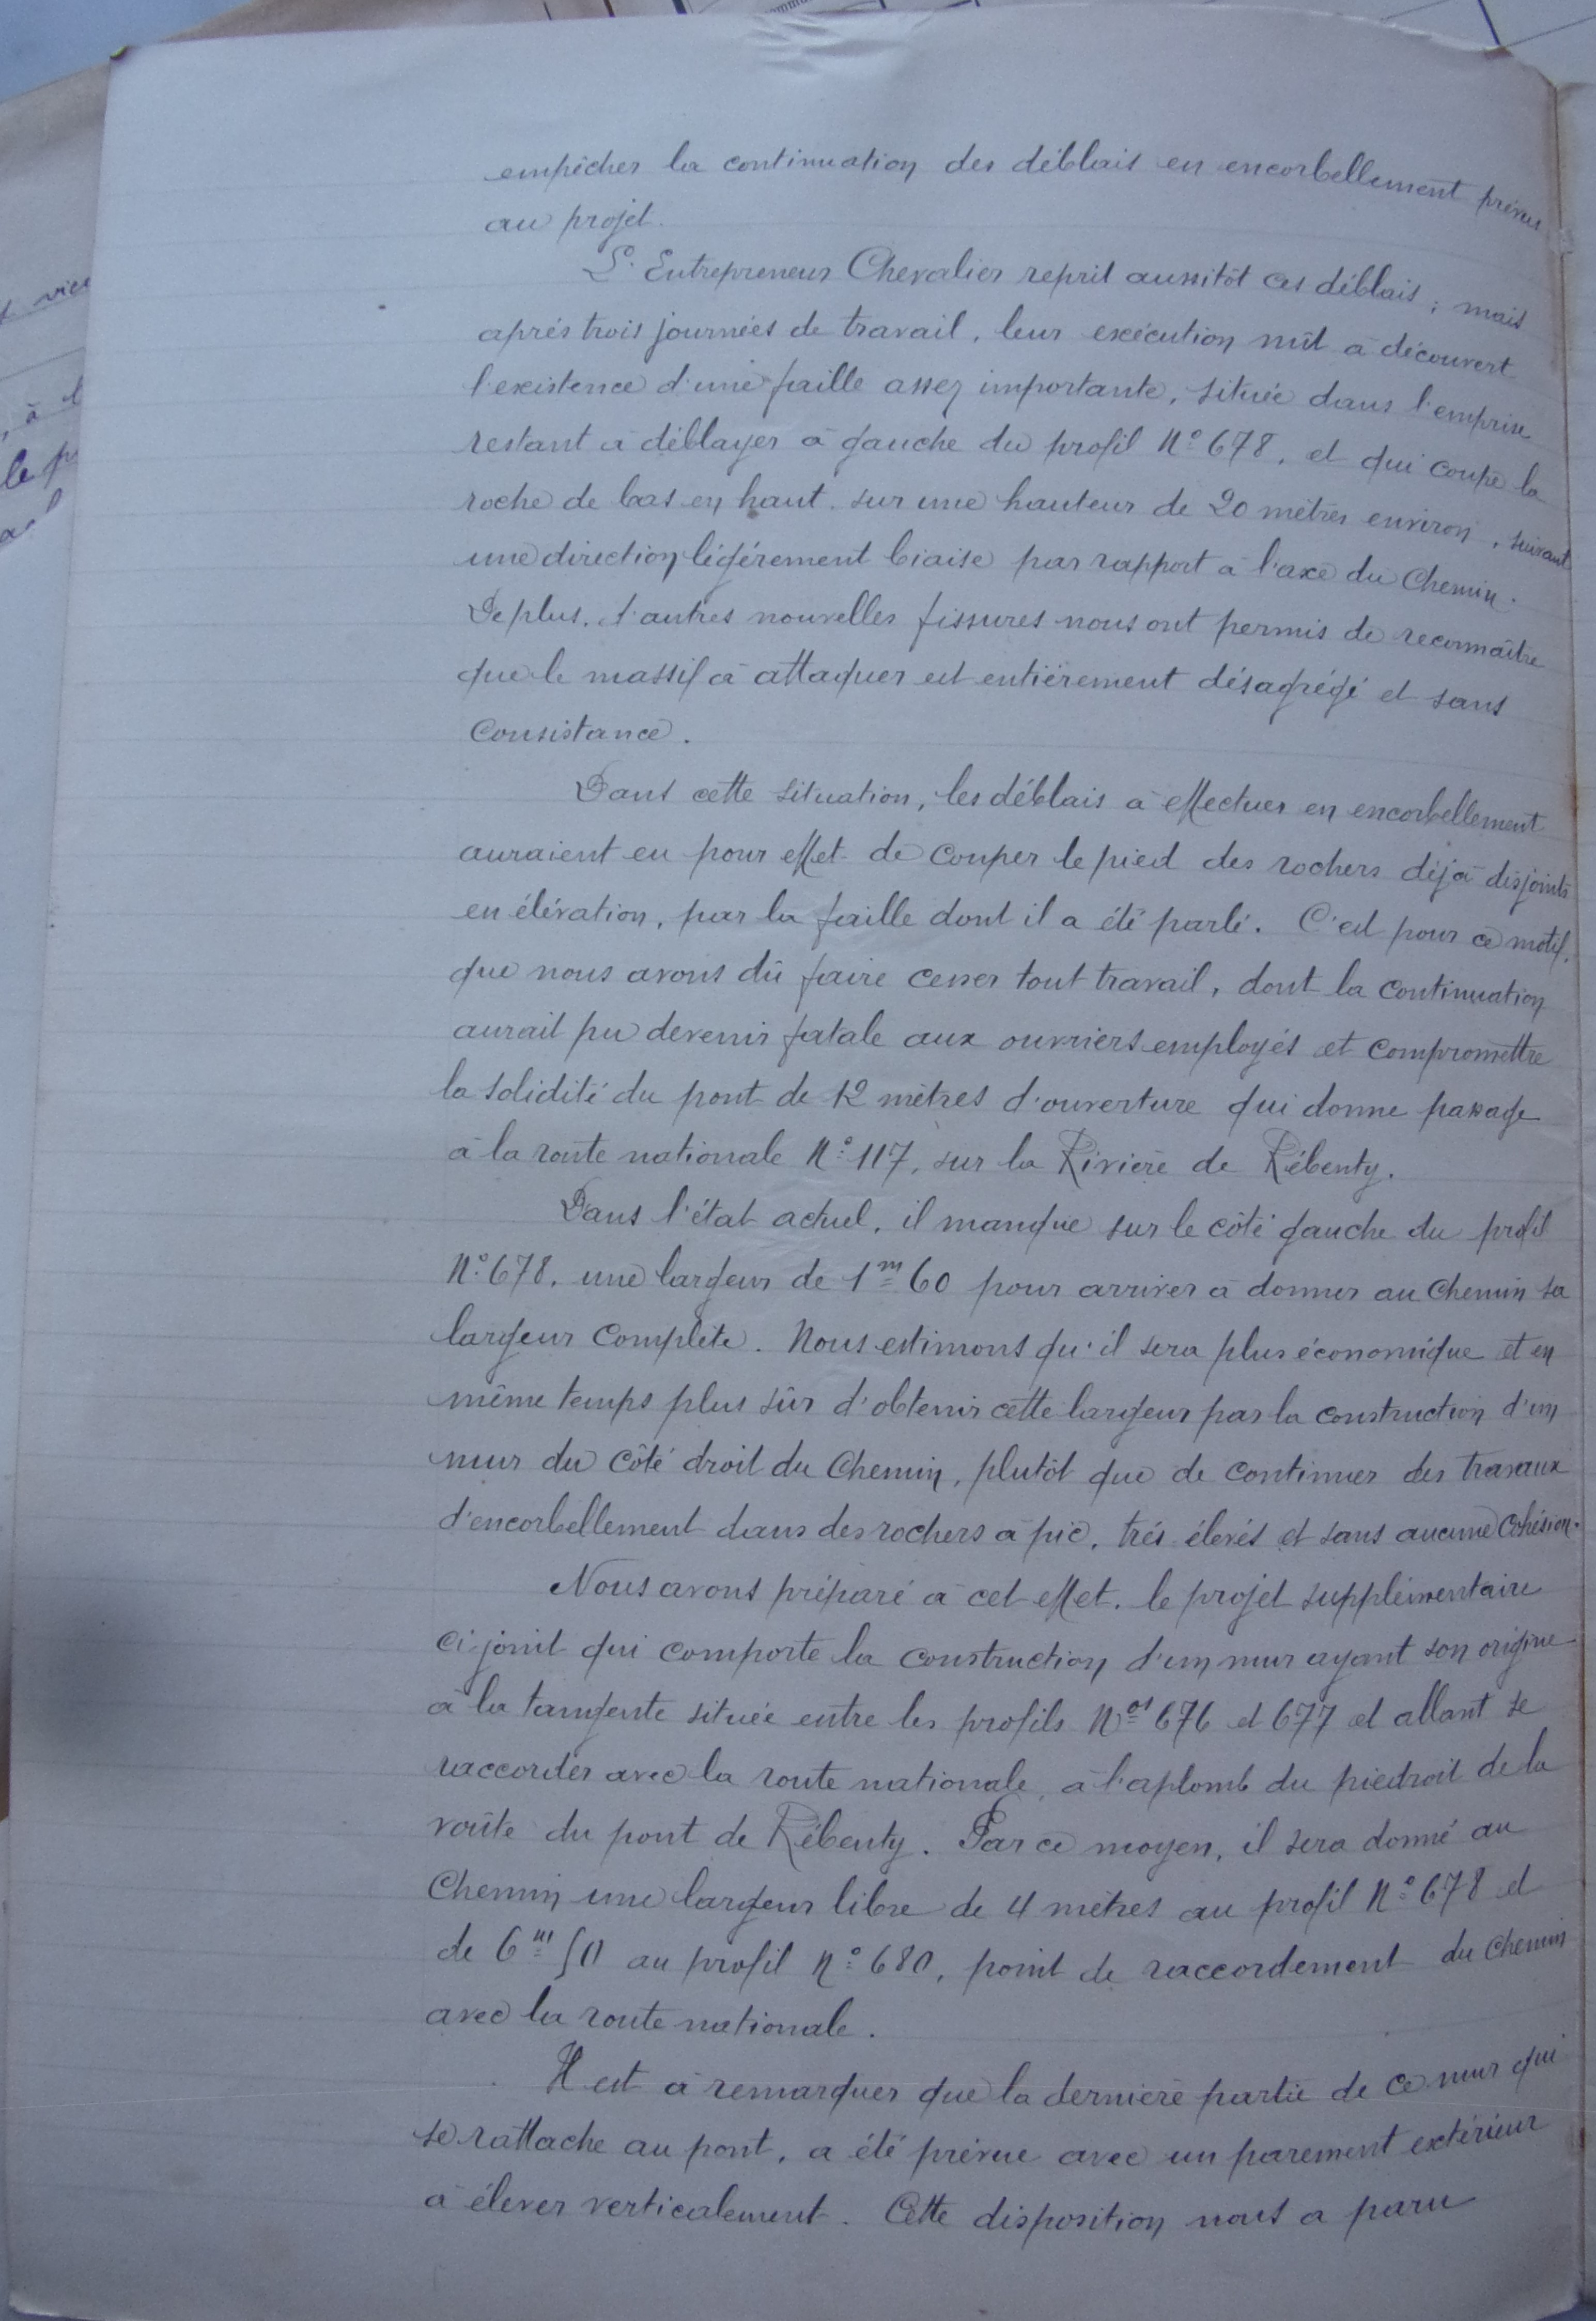 empêcher la continuation des déblais en encorbellement prévus
au projet.
L'Entrepreneur Chevalier reprit aussitôt ces déblais ; mais
après trois journées de travail, leur exécution mit à découvert
l'existence d'une faille assez importante, située dans l'emprise
restant à déblayer à gauche du profil N° 678, et qui coupe la
roche de bas en haut sur une hauteur de 20 mètres environ, suivant
une direction légèrement biaise par rapport à l'axe du Chemin.
De plus, d'autres nouvelles fissures nous ont permis de reconnaître
que le massif à attaquer est entièrement désagrégé et sans
consistance.
Dans cette situation, les déblais à effectuer en encorbellement
auraient eu pour effet de couper le pied des rochers déjà disjoints
en élévation, par la faille dont il a été parlé. C'est pour ce motif,
que nous avons dû faire cesser tout travail, dont la continuation
aurait pu devenir fatale aux ouvriers employés et compromettre
la solidité du pont de 12 mètres d'ouverture qui donne passage
à la route nationale N° 117, sur la Rivière de Rébenty.
Dans l'état actuel, il manque sur le côté gauche du profil
N° 678, une largeur de 1m 60 pour arriver à donner au Chemin sa
largeur complète. Nous estimons qu'il sera plus économique et en
même temps plus sûr d'obtenir cette largeur par la construction d'un
mur du côté droit du Chemin, plutôt que de continuer des travaux
d'encorbellement dans des rochers à pic, très élevés et sans aucune Cohésion.
Nous avons préparé à cet effet, le projet supplémentaire
ci-joint qui comporte la construction d'un mur ayant son origine
à la tangente située entre les profils Nos 676 et 677 et allant se
raccorder avec la route nationale, à l'aplomb du piedroit de la
voûte du pont de Rébenty. Par ce moyen, il sera donné au
Chemin une largeur libre de 4 mètres au profil N° 678 et
de 6m 50 au profil N° 680, point de raccordement du Chemin
avec la route nationale.
Il est à remarquer que la dernière partie de ce mur qui
se rattache au pont, a été prévue avec un parement extérieur
à élever verticalement. Cette disposition nous a paru